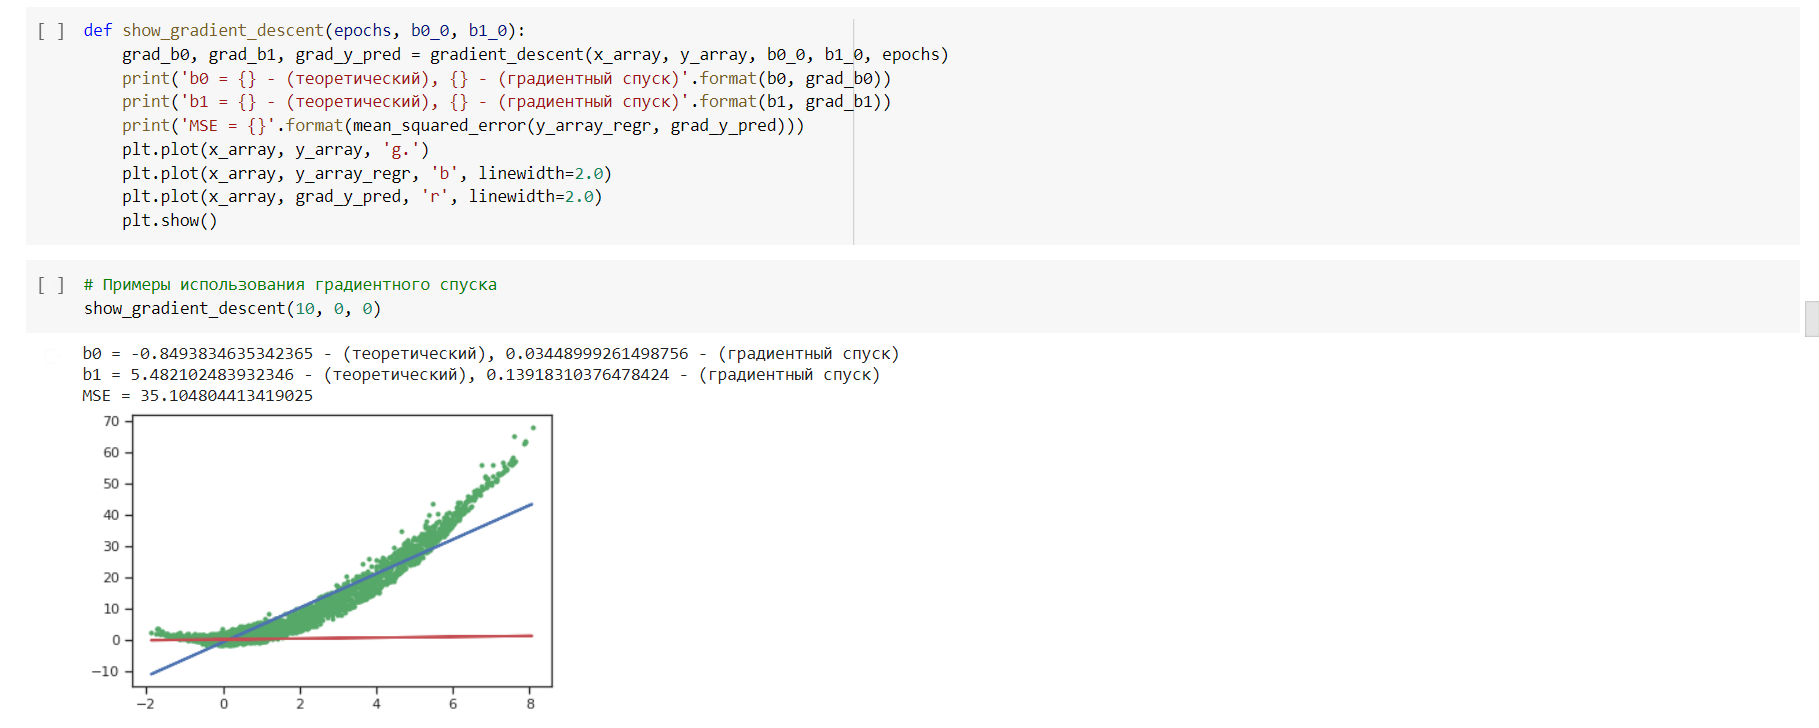 [ ] def show_gradient_descent(epochs, b0_0, b1_0):
grad_b0, grad_b1, grad_y_pred = gradient_descent(x_array, y_array, b0_0, b1_0, epochs)
print('b0 = {} - (теоретический), {} - (градиентный спуск)'.format(b0, grad_b0))
print('b1 = {} - (теоретический), {} - (градиентный спуск)'.format(b1, grad_b1))
print('MSE = {}'.format(mean_squared_error(y_array_regr, grad_y_pred)))
plt.plot(x_array, y_array, 'g.')
plt.plot(x_array, y_array_regr, 'b', linewidth=2.0)
plt.plot(x_array, grad_y_pred, 'r', linewidth=2.0)
plt.show()
[ ] # Примеры использования градиентного спуска
show_gradient_descent(10, 0, 0)
b0 = -0.8493834635342365 - (теоретический), 0.03448999261498756 - (градиентный спуск)
b1 = 5.482102483932346 - (теоретический), 0.13918310376478424 - (градиентный спуск)
MSE = 35.104804413419025
70
60
50
40
30
20
10
0
−10
−2 0 2 4 6 8